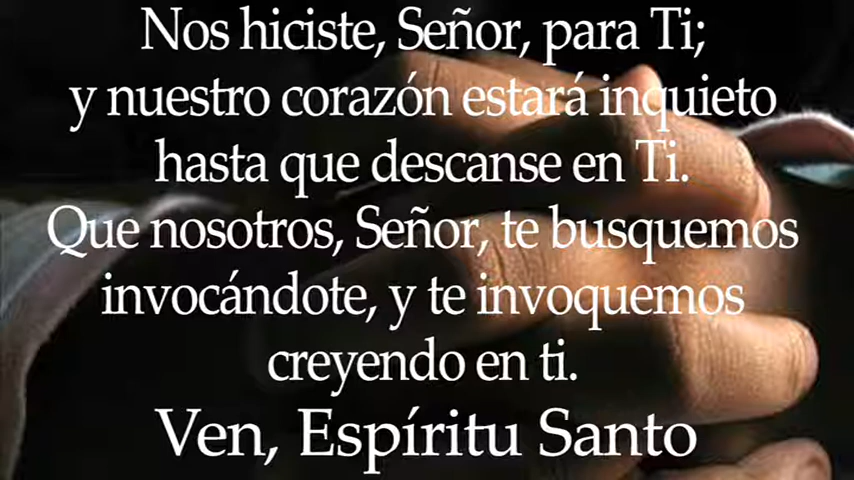 Nos hiciste, Señor, para Ti;
y nuestro corazón estará inquieto
hasta que descanse en Ti.
Que nosotros, Señor, te busquemos
invocándote, y te invoquemos
creyendo en ti.
Ven, Espíritu Santo